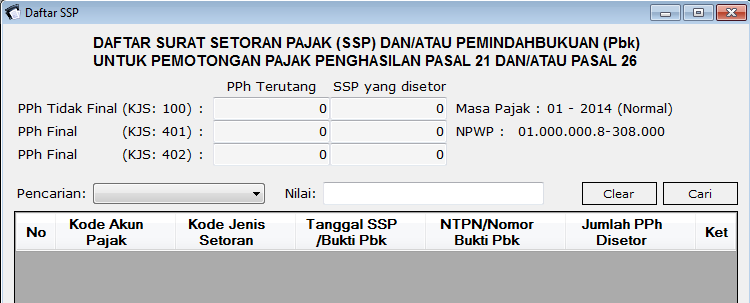 Daftar SSP
DAFTAR SURAT SETORAN PAJAK (SSP) DAN/ATAU PEMINDAHBUKUAN (Pbk)
UNTUK PEMOTONGAN PAJAK PENGHASILAN PASAL 21 DAN/ATAU PASAL 26
PPh Terutang SSP yang disetor
PPh Tidak Final (KJS: 100) : 0 0 Masa Pajak : 01 - 2014 (Normal)
PPh Final (KJS: 401) : 0 0 NPWP : 01.000.000.8-308.000
PPh Final (KJS: 402) : 0 0
Pencarian: Nilai: Clear Cari
No Kode Akun Pajak Kode Jenis Setoran Tanggal SSP /Bukti Pbk NTPN/Nomor Bukti Pbk Jumlah PPh Disetor Ket